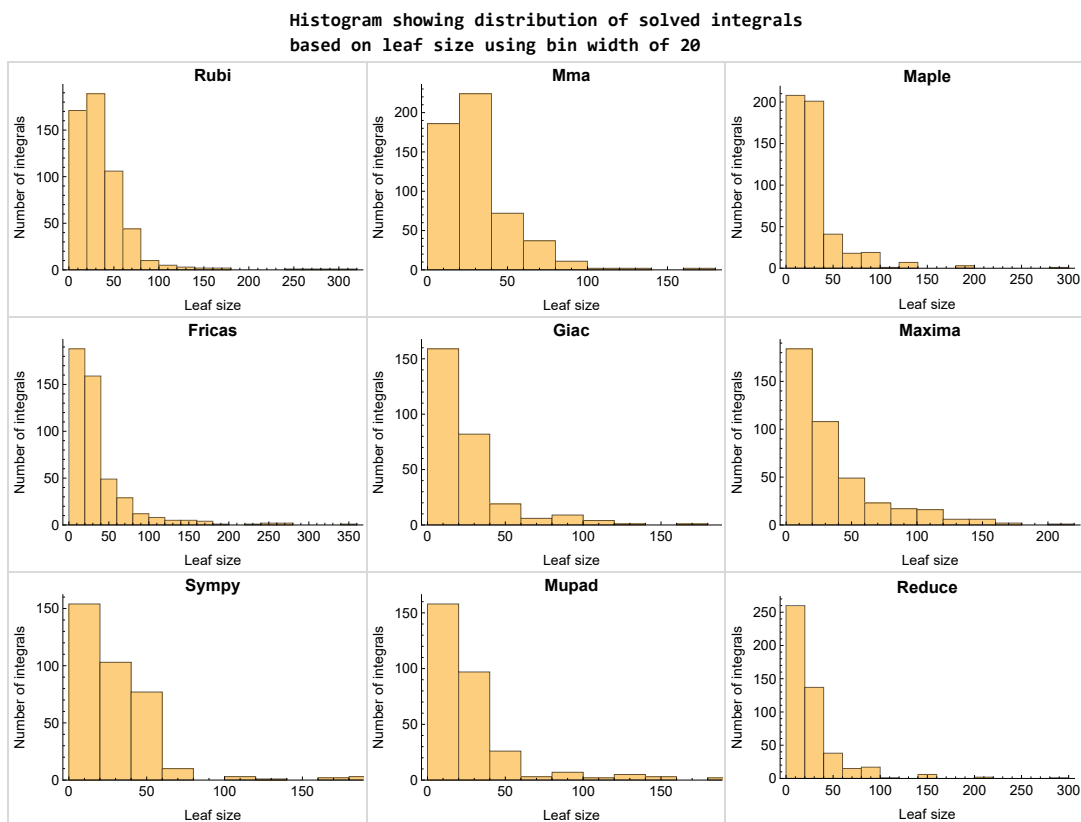 Histogram showing distribution of solved integrals
based on leaf size using bin width of 20
Rubi
Number of integrals
150
100
50
0
0 50 100 150 200 250 300
Leaf size
Mma
Number of integrals
200
150
100
50
0
0 50 100 150
Leaf size
Maple
Number of integrals
200
150
100
50
0
0 50 100 150 200 250 300
Leaf size
Fricas
Number of integrals
150
100
50
0
0 50 100 150 200 250 300 350
Leaf size
Giac
Number of integrals
150
100
50
0
0 50 100 150
Leaf size
Maxima
Number of integrals
150
100
50
0
0 50 100 150 200
Leaf size
Sympy
Number of integrals
150
100
50
0
0 50 100 150
Leaf size
Mupad
Number of integrals
150
100
50
0
0 50 100 150
Leaf size
Reduce
Number of integrals
250
200
150
100
50
0
0 50 100 150 200 250 300
Leaf size